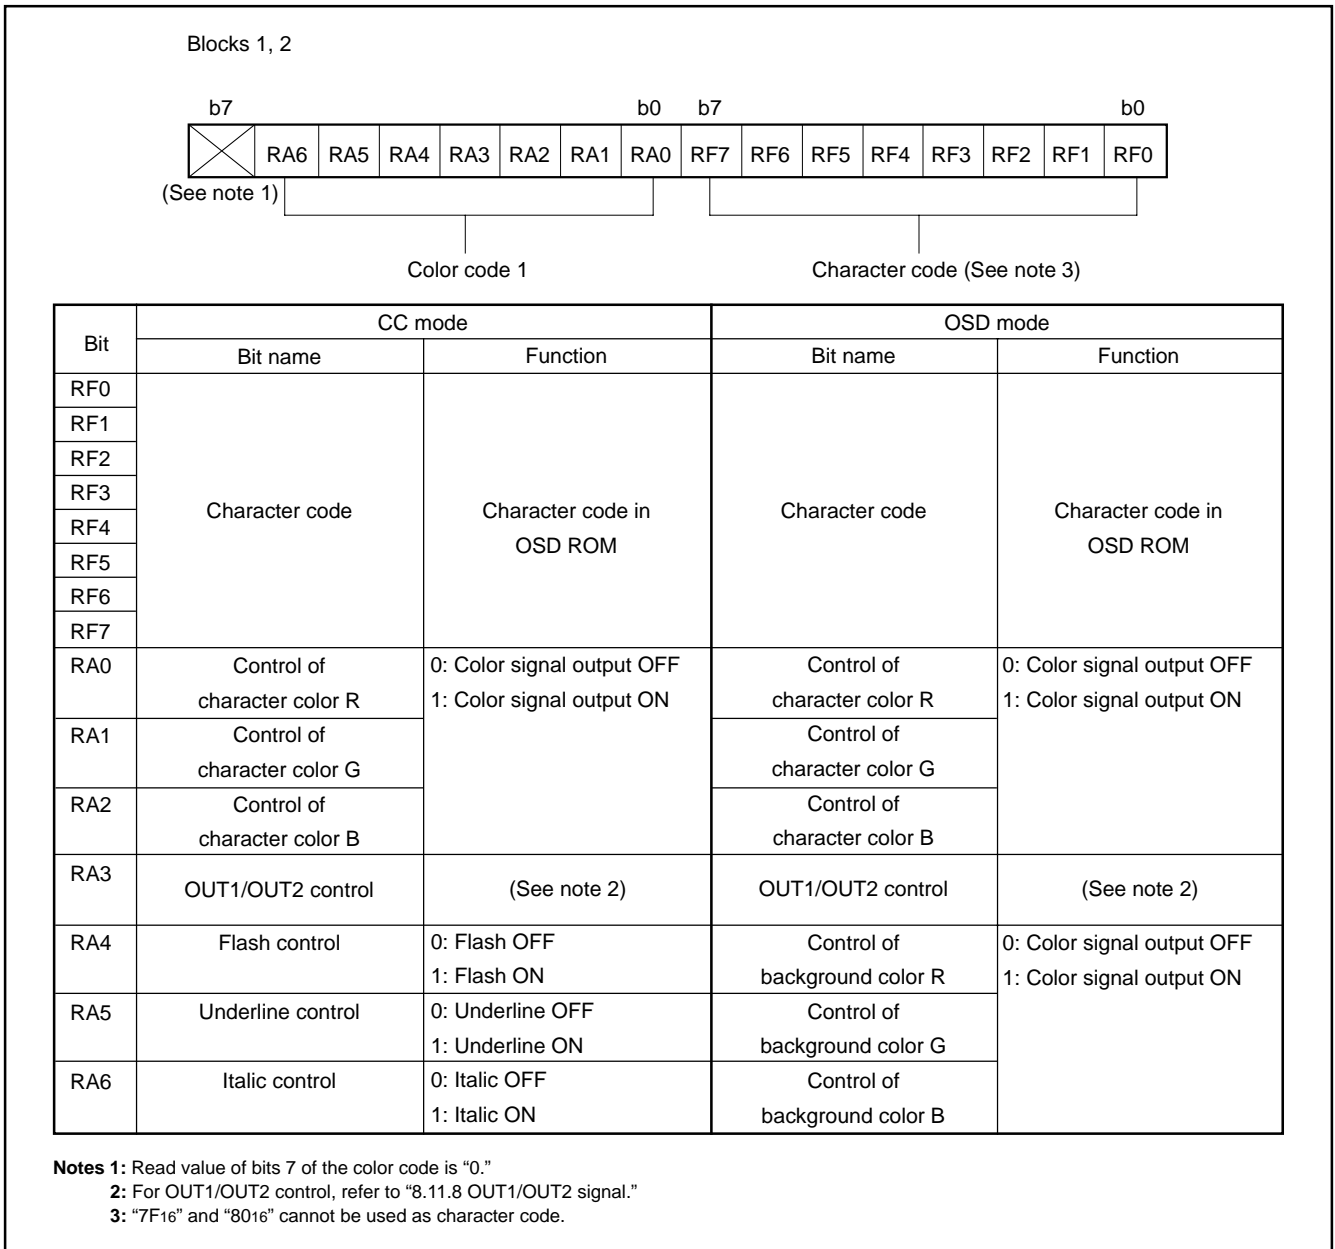 Blocks 1, 2
b7 b0 b7 b0
RA6 RA5 RA4 RA3 RA2 RA1 RA0 RF7 RF6 RF5 RF4 RF3 RF2 RF1 RF0
(See note 1)
Color code 1 Character code (See note 3)
Bit CC mode OSD mode
Bit name Function Bit name Function
RF0
RF1
RF2
RF3
Character code Character code in Character code Character code in
RF4
OSD ROM OSD ROM
RF5
RF6
RF7
RA0 Control of 0: Color signal output OFF Control of 0: Color signal output OFF
character color R 1: Color signal output ON character color R 1: Color signal output ON
RA1 Control of Control of
character color G character color G
RA2 Control of Control of
character color B character color B
RA3 OUT1/OUT2 control (See note 2) OUT1/OUT2 control (See note 2)
RA4 Flash control 0: Flash OFF Control of 0: Color signal output OFF
1: Flash ON background color R 1: Color signal output ON
RA5 Underline control 0: Underline OFF Control of
1: Underline ON background color G
RA6 Italic control 0: Italic OFF Control of
1: Italic ON background color B
Notes 1: Read value of bits 7 of the color code is “0.”
2: For OUT1/OUT2 control, refer to “8.11.8 OUT1/OUT2 signal.”
3: “7F16” and “8016” cannot be used as character code.